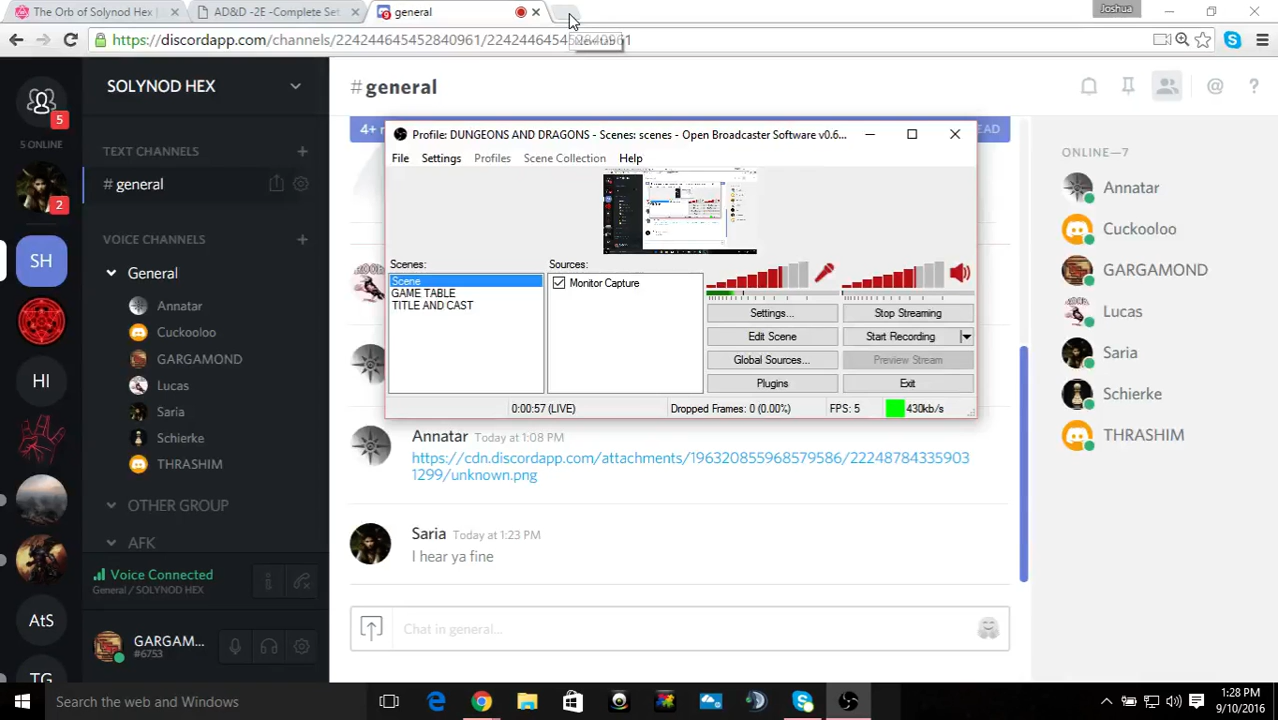 The Orb of Solynod Hex |
AD&D -2E -Complete Set
general
Joshua
https://discordapp.com/channels/224244645452840961/224244645452840961
SOLYNOD HEX
#general
5
5 ONLINE
TEXT CHANNELS
# general
2
VOICE CHANNELS
SH
General
Annatar
Cuckooloo
GARGAMOND
HI
Lucas
Saria
Schierke
THRASHIM
OTHER GROUP
AFK
Voice Connected
General / SOLYNOD HEX
AtS
GARGAM...
#6753
TG
4+
EAD
Profile: DUNGEONS AND DRAGONS - Scenes: scenes - Open Broadcaster Software v0.6...
File Settings Profiles Scene Collection Help
Scenes:
Sources:
Scene
GAME TABLE
TITLE AND CAST
Monitor Capture
Settings...
Stop Streaming
Edit Scene
Start Recording
Global Sources...
Preview Stream
Plugins
Exit
0:00:57 (LIVE)
Dropped Frames: 0 (0.00%)
FPS: 5
430kb/s
Annatar Today at 1:08 PM
https://cdn.discordapp.com/attachments/196320855968579586/22248784335903
1299/unknown.png
Saria Today at 1:23 PM
I hear ya fine
Chat in general...
ONLINE—7
Annatar
Cuckooloo
GARGAMOND
Lucas
Saria
Schierke
THRASHIM
Search the web and Windows
1:28 PM
9/10/2016